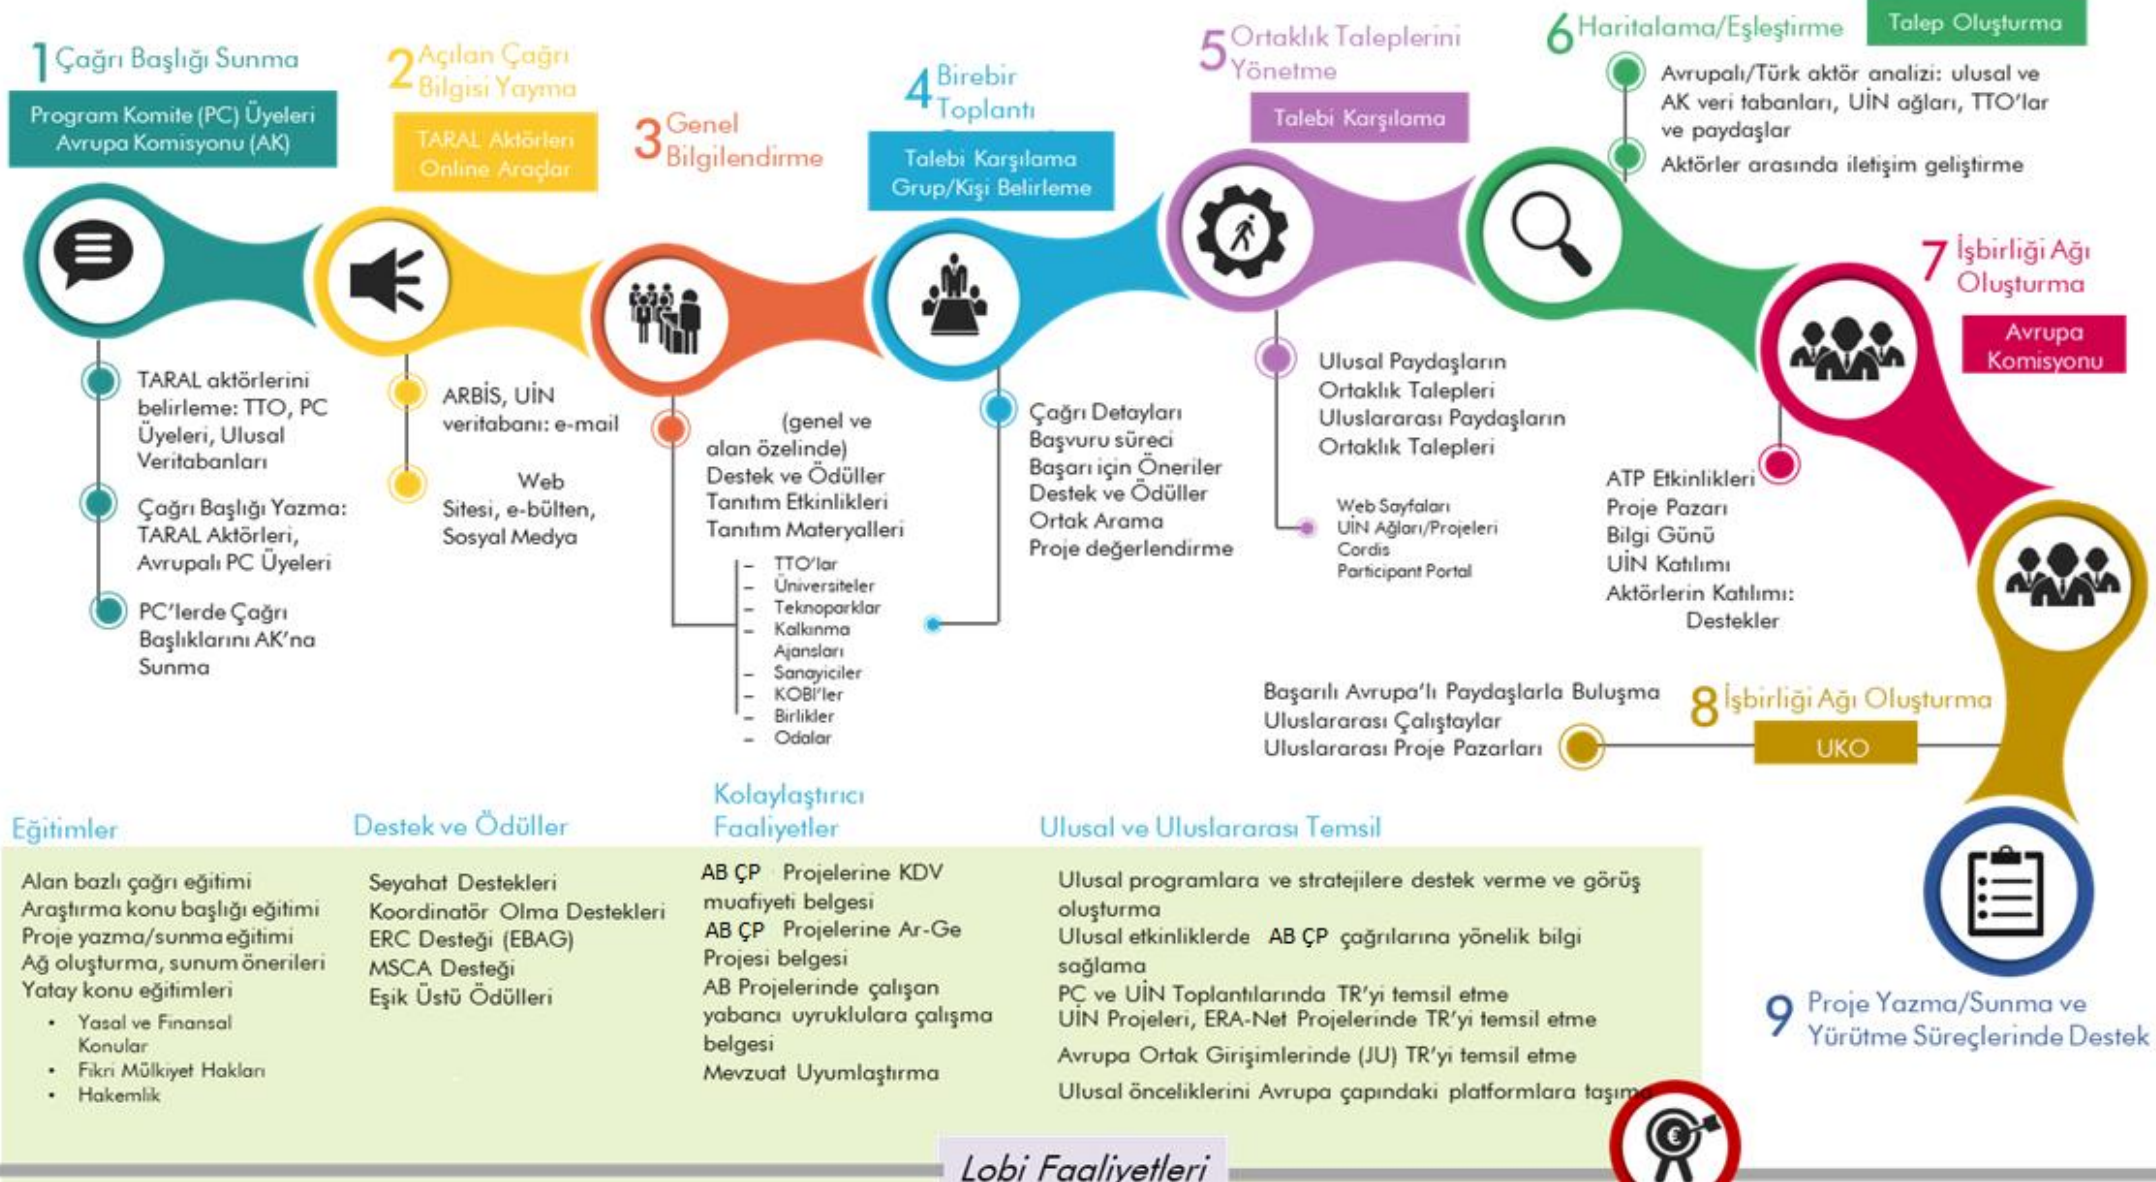 1 Çağrı Başlığı Sunma
Program Komite (PC) Üyeleri
Avrupa Komisyonu (AK)
TARAL aktörlerini
belirleme: TTO, PC
Üyeleri, Ulusal
Veritabanları
Çağrı Başlığı Yazma:
TARAL Aktörleri,
Avrupalı PC Üyeleri
PC'lerde Çağrı
Başlıklarını AK'na
Sunma
2 Açılan Çağrı
Bilgisi Yayma
TARAL Aktörleri
Online Araçlar
ARBİS, UİN
veritabanı: e-mail
Web
Sitesi, e-bülten,
Sosyal Medya
3 Genel
Bilgilendirme
(genel ve
alan özelinde)
Destek ve Ödüller
Tanıtım Etkinlikleri
Tanıtım Materyalleri
– TTO'lar
– Üniversiteler
– Teknoparklar
– Kalkınma
Ajansları
– Sanayiciler
– KOBİ'ler
– Birlikler
– Odalar
4 Birebir
Toplantı
Talebi Karşılama
Grup/Kişi Belirleme
Çağrı Detayları
Başvuru süreci
Başarı için Öneriler
Destek ve Ödüller
Ortak Arama
Proje değerlendirme
5 Ortaklık Taleplerini
Yönetme
Talebi Karşılama
Ulusal Paydaşların
Ortaklık Talepleri
Uluslararası Paydaşların
Ortaklık Talepleri
Web Sayfaları
UİN Ağları/Projeleri
Cordis
Participant Portal
6 Haritalama/Eşleştirme
Talep Oluşturma
Avrupalı/Türk aktör analizi: ulusal ve
AK veri tabanları, UİN ağları, TTO'lar
ve paydaşlar
Aktörler arasında iletişim geliştirme
7 İşbirliği Ağı
Oluşturma
Avrupa
Komisyonu
ATP Etkinlikleri
Proje Pazarı
Bilgi Günü
UİN Katılımı
Aktörlerin Katılımı:
Destekler
8 İşbirliği Ağı Oluşturma
UKO
Başarılı Avrupa'lı Paydaşlarla Buluşma
Uluslararası Çalıştaylar
Uluslararası Proje Pazarları
9 Proje Yazma/Sunma ve
Yürütme Süreçlerinde Destek
Eğitimler
Alan bazlı çağrı eğitimi
Araştırma konu başlığı eğitimi
Proje yazma/sunma eğitimi
Ağ oluşturma, sunum önerileri
Yatay konu eğitimleri
• Yasal ve Finansal
Konular
• Fikri Mülkiyet Hakları
• Hakemlik
Destek ve Ödüller
Seyahat Destekleri
Koordinatör Olma Destekleri
ERC Desteği (EBAG)
MSCA Desteği
Eşik Üstü Ödülleri
Kolaylaştırıcı
Faaliyetler
AB ÇP Projelerine KDV
muafiyeti belgesi
AB ÇP Projelerine Ar-Ge
Projesi belgesi
AB Projelerinde çalışan
yabancı uyruklulara çalışma
belgesi
Mevzuat Uyumlaştırma
Ulusal ve Uluslararası Temsil
Ulusal programlara ve stratejilere destek verme ve görüş
oluşturma
Ulusal etkinliklerde AB ÇP çağrılarına yönelik bilgi
sağlama
PC ve UİN Toplantılarında TR'yi temsil etme
UİN Projeleri, ERA-Net Projelerinde TR'yi temsil etme
Avrupa Ortak Girişimlerinde (JU) TR'yi temsil etme
Ulusal önceliklerini Avrupa çapındaki platformlara taşıma
€
Lobi Faaliyetleri